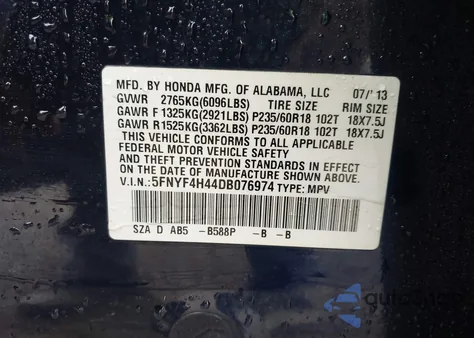 MFD. BY HONDA MFG. OF ALABAMA, LLC 07/'13
GVWR 2765KG(6096LBS) TIRE SIZE RIM SIZE
GAWR F 1325KG(2921LBS) P235/60R18 102T 18X7.5J
GAWR R1525KG(3362LBS) P235/60R18 102T 18X7.5J
THIS VEHICLE CONFORMS TO ALL APPLICABLE
FEDERAL MOTOR VEHICLE SAFETY AND
THEFT PREVENTION STANDARDS IN EFFECT ON
THE DATE OF MANUFACTURE SHOWN ABOVE.
V.I.N.: 5FNYF4H44DB076974 TYPE: MPV
SZA D AB5 -B588P -B -B